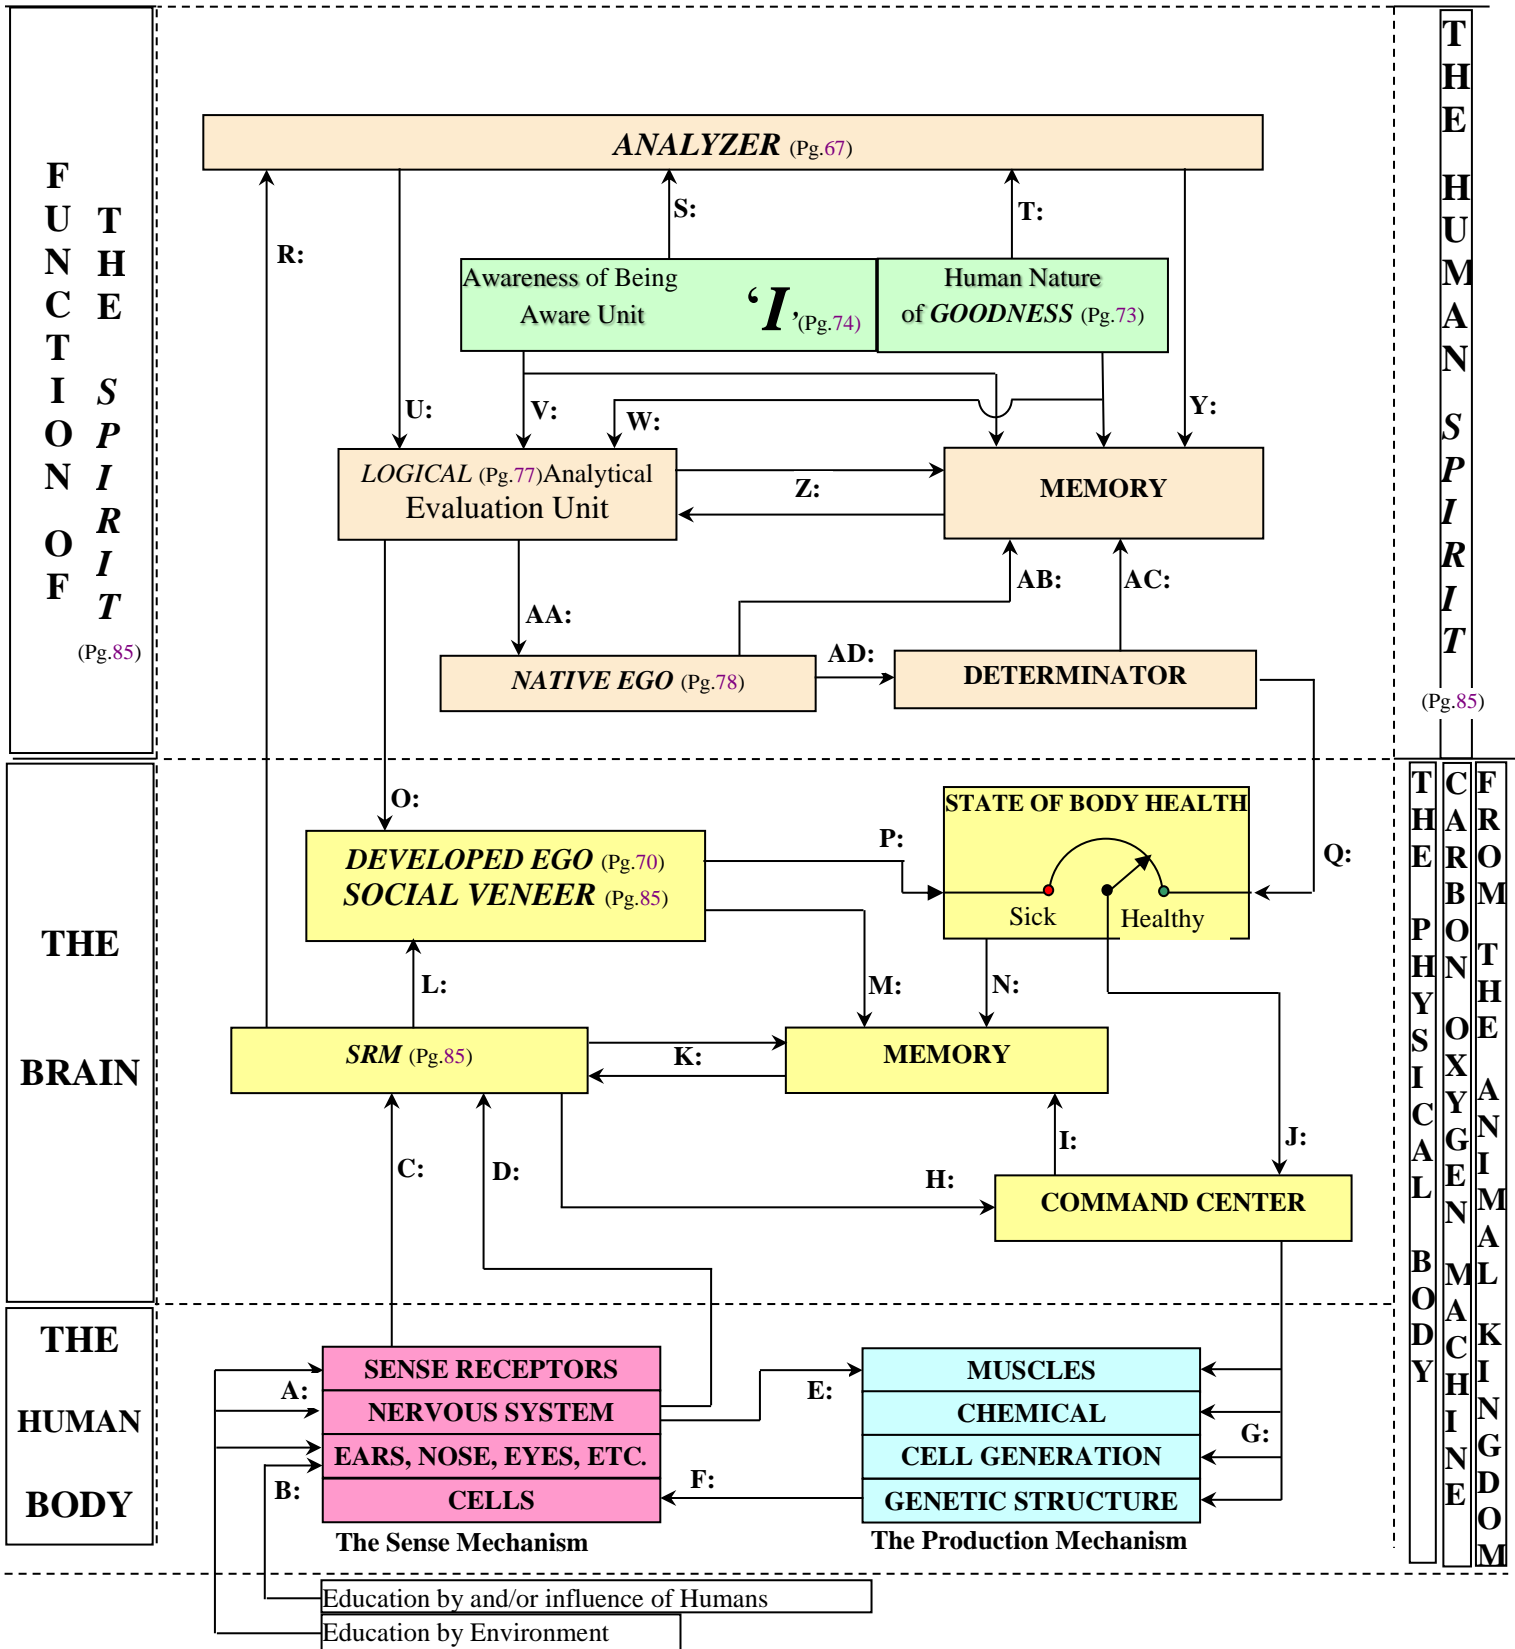 FUNCTION OF
THE SPIRIT
(Pg.85)
ANALYZER (Pg.67)
R:
S:
T:
Awareness of Being
Aware Unit
‘I’
(Pg.74)
Human Nature
of GOODNESS (Pg.73)
U:
V:
W:
Y:
LOGICAL (Pg.77)Analytical
Evaluation Unit
Z:
MEMORY
AA:
AB:
AC:
NATIVE EGO (Pg.78)
AD:
DETERMINATOR
THE HUMAN SPIRIT
(Pg.85)
THE
BRAIN
O:
DEVELOPED EGO (Pg.70)
SOCIAL VENEER (Pg.85)
P:
STATE OF BODY HEALTH
Sick
Healthy
Q:
L:
M:
N:
SRM (Pg.85)
K:
MEMORY
C:
D:
H:
I:
J:
COMMAND CENTER
THE PHYSICAL BODY
CARBON OXYGEN MACHINE
FROM THE ANIMAL KINGDOM
THE
HUMAN
BODY
A:
B:
SENSE RECEPTORS
NERVOUS SYSTEM
EARS, NOSE, EYES, ETC.
CELLS
The Sense Mechanism
E:
F:
MUSCLES
CHEMICAL
CELL GENERATION
GENETIC STRUCTURE
The Production Mechanism
G:
Education by and/or influence of Humans
Education by Environment